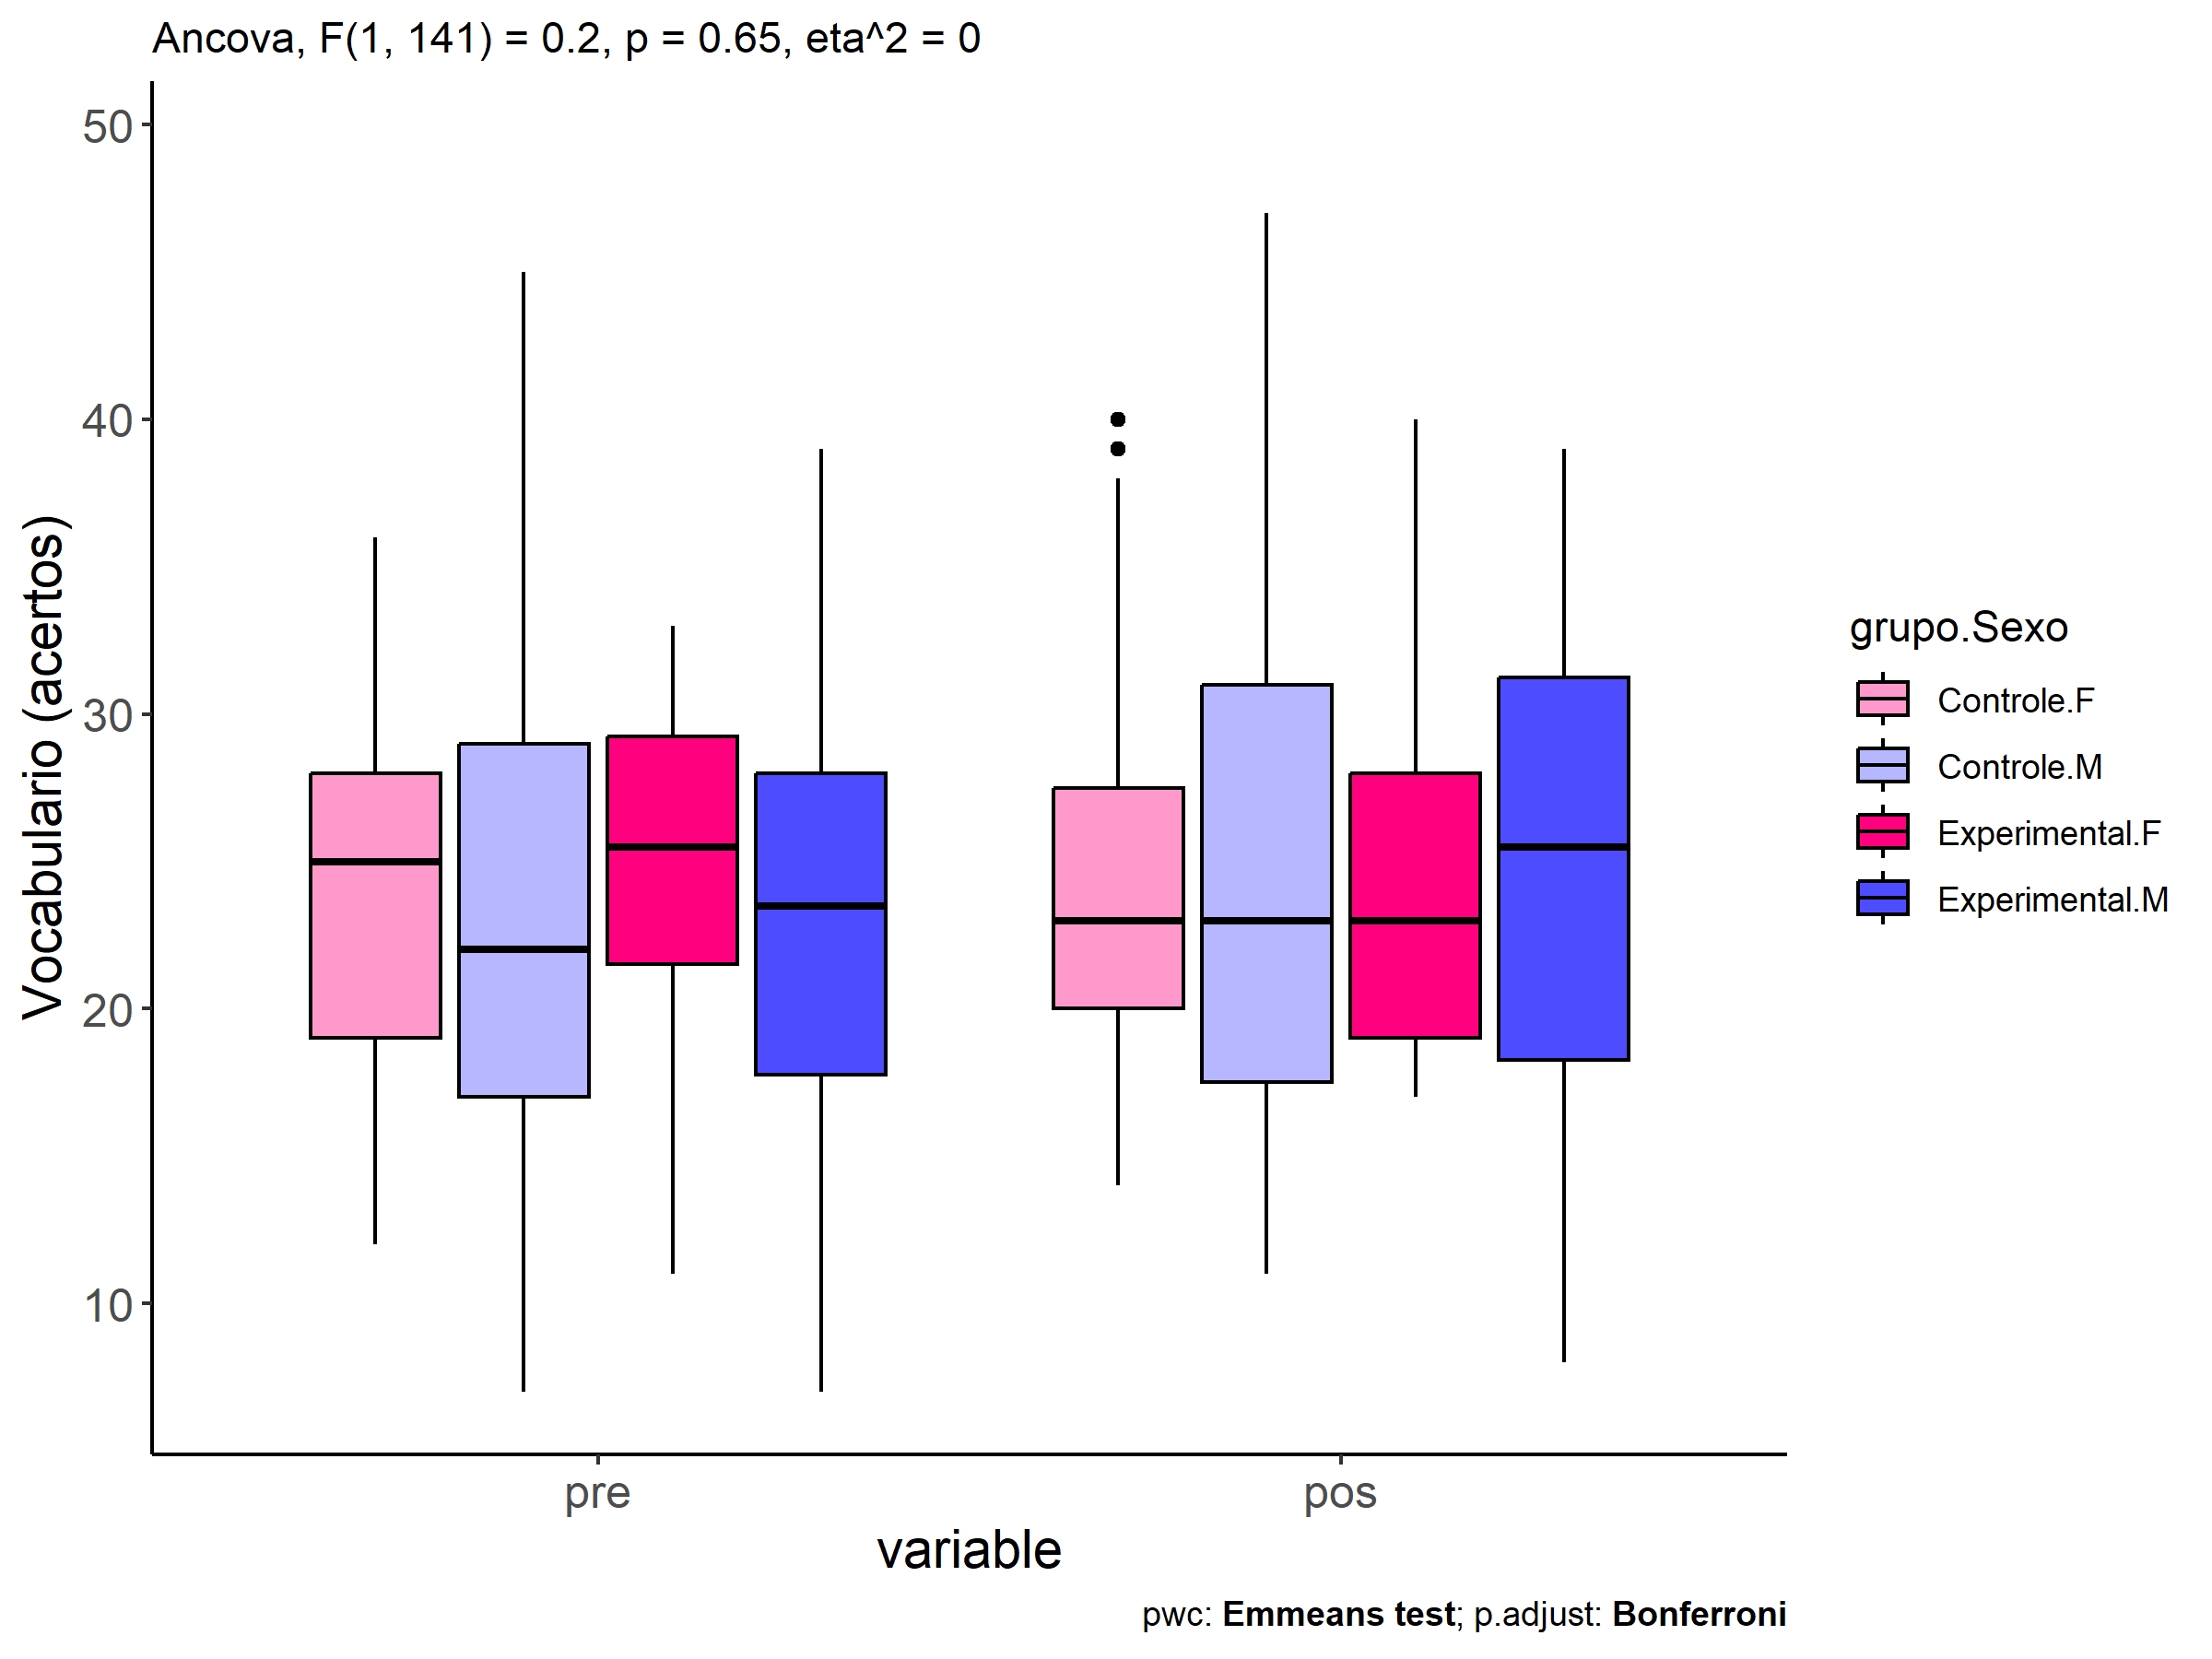 Ancova, F(1, 141) = 0.2, p = 0.65, eta^2 = 0
Vocabulario (acertos)
50
40
30
20
10
pre
pos
variable
grupo.Sexo
Controle.F
Controle.M
Experimental.F
Experimental.M
pwc: Emmeans test; p.adjust: Bonferroni